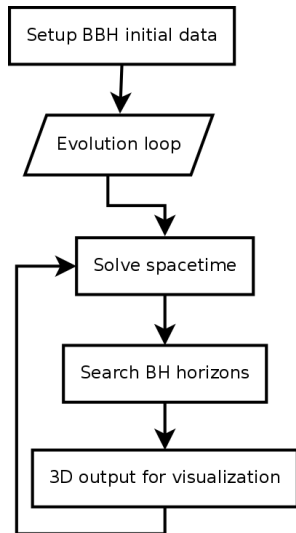 Setup BBH initial data
Evolution loop
Solve spacetime
Search BH horizons
3D output for visualization